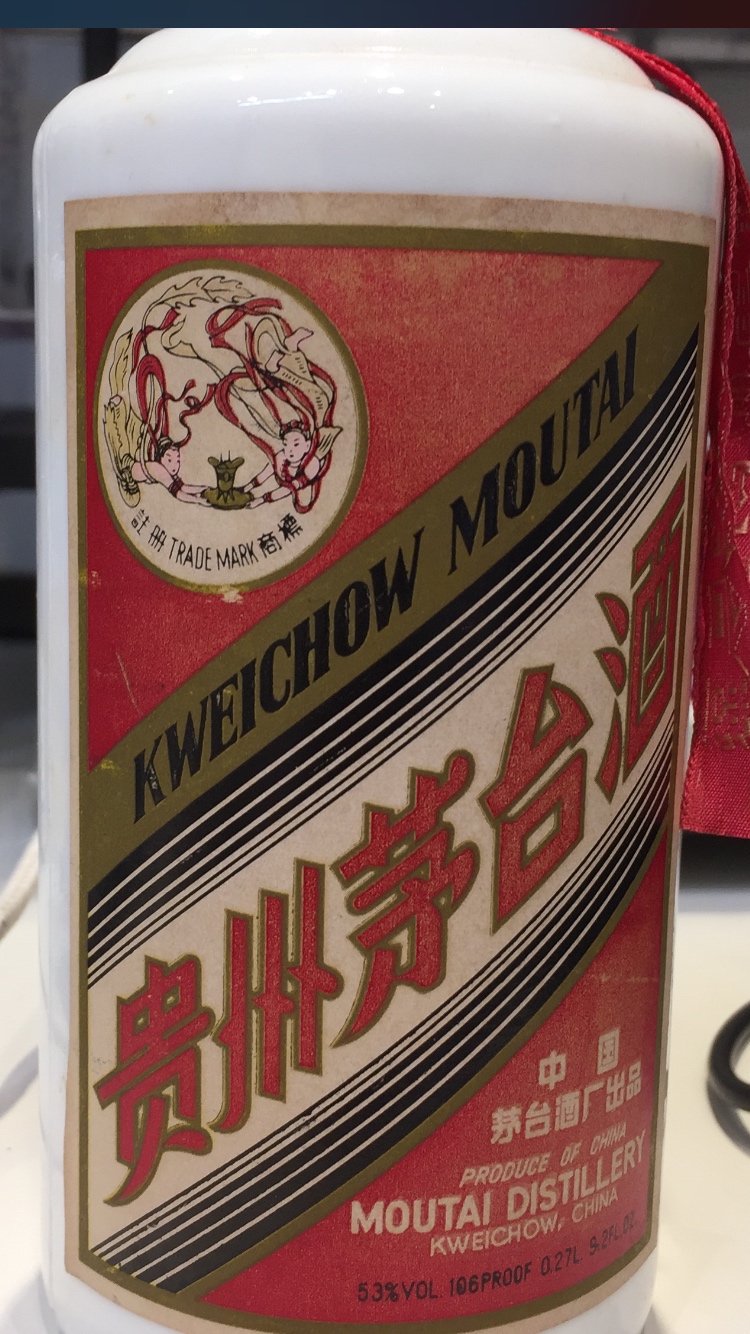 註册 TRADE MARK 商標
KWEICHOW MOUTAI
贵州茅台酒
中国
茅台酒厂出品
PRODUCE OF CHINA
MOUTAI DISTILLERY
KWEICHOW, CHINA
53%VOL. 106PROOF 0.27L 9.2FL.OZ.